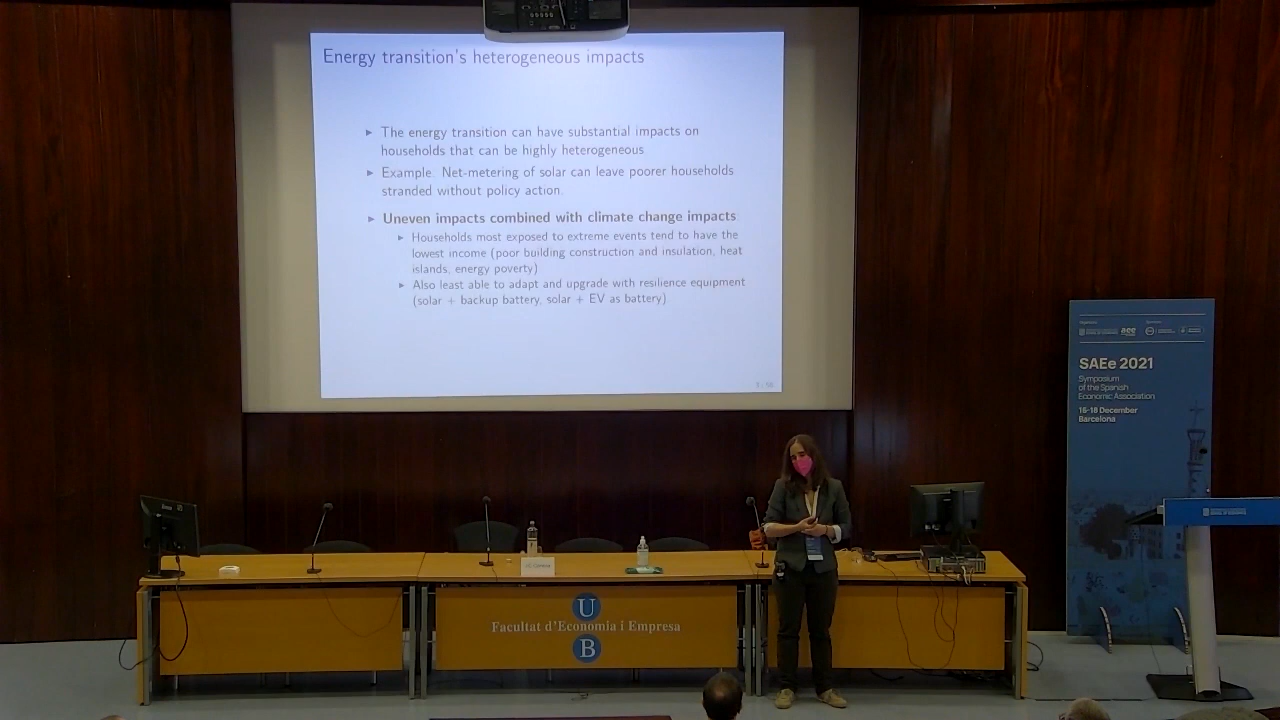 Energy transition's heterogeneous impacts
The energy transition can have substantial impacts on
households that can be highly heterogeneous
Example: Net-metering of solar can leave poorer households
stranded without policy action.
Uneven impacts combined with climate change impacts
Households most exposed to extreme events tend to have the
lowest income (poor building construction and insulation, heat
islands, energy poverty)
Also least able to adapt and upgrade with resilience equipment
(solar + backup battery, solar + EV as battery)
SAEe 2021
Symposium
of the Spanish
Economic Association
16-18 December
Barcelona
U
Facultat d'Economia i Empresa
B